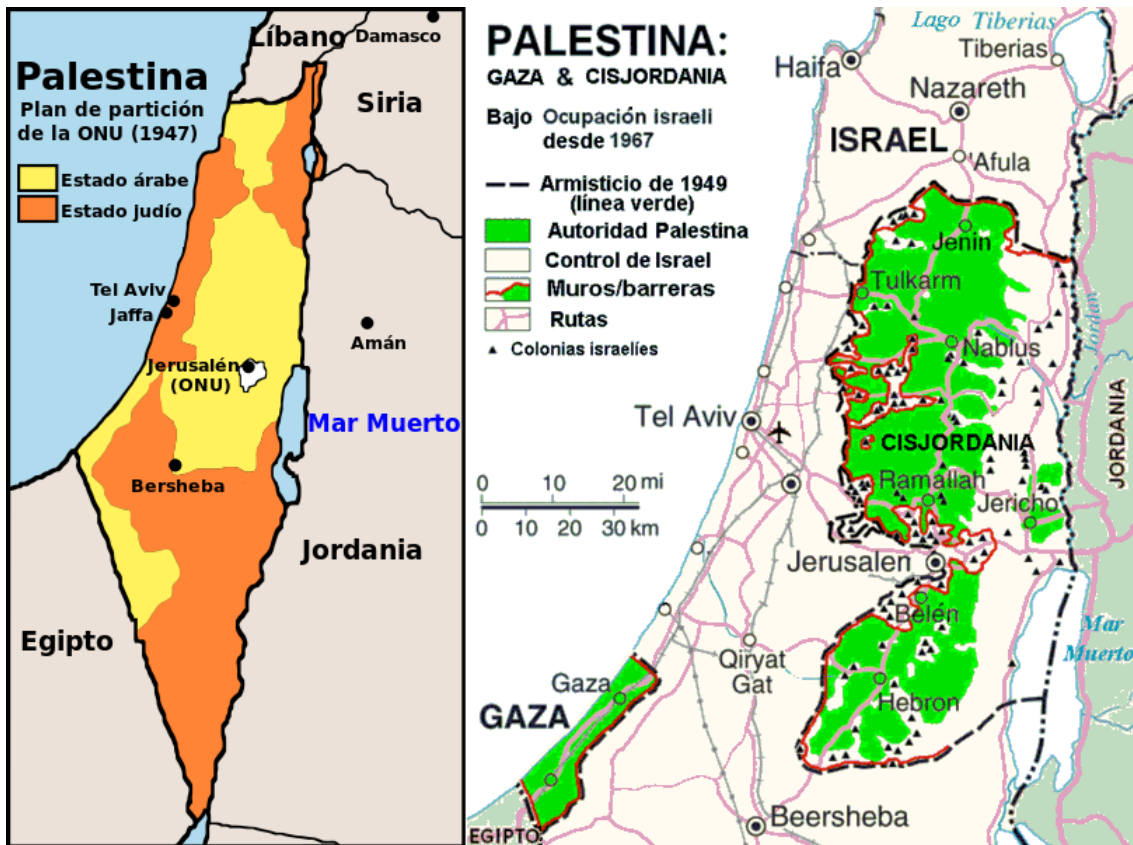 Líbano
Damasco
Palestina
Plan de partición
de la ONU (1947)
Siria
Estado árabe
Estado judío
Tel Aviv
Jaffa
Amán
Jerusalén
(ONU)
Mar Muerto
Bersheba
Jordania
Egipto
PALESTINA:
GAZA & CISJORDANIA
Bajo Ocupación israeli
desde 1967
Armisticio de 1949
(línea verde)
Autoridad Palestina
Control de Israel
Muros/barreras
Rutas
Colonias israelíes
Lago Tiberias
Tiberias
Haifa
Nazareth
ISRAEL
'Afula
Jenin
Tulkarm
Nablus
Jordan
Tel Aviv
CISJORDANIA
JORDANIA
0 10 20 mi
0 10 20 30 km
Ramallah
Jericho
Jerusalen
Belén
Mar
Muerto
Qiryat
Gat
Gaza
Hebron
GAZA
Beersheba
EGIPTO